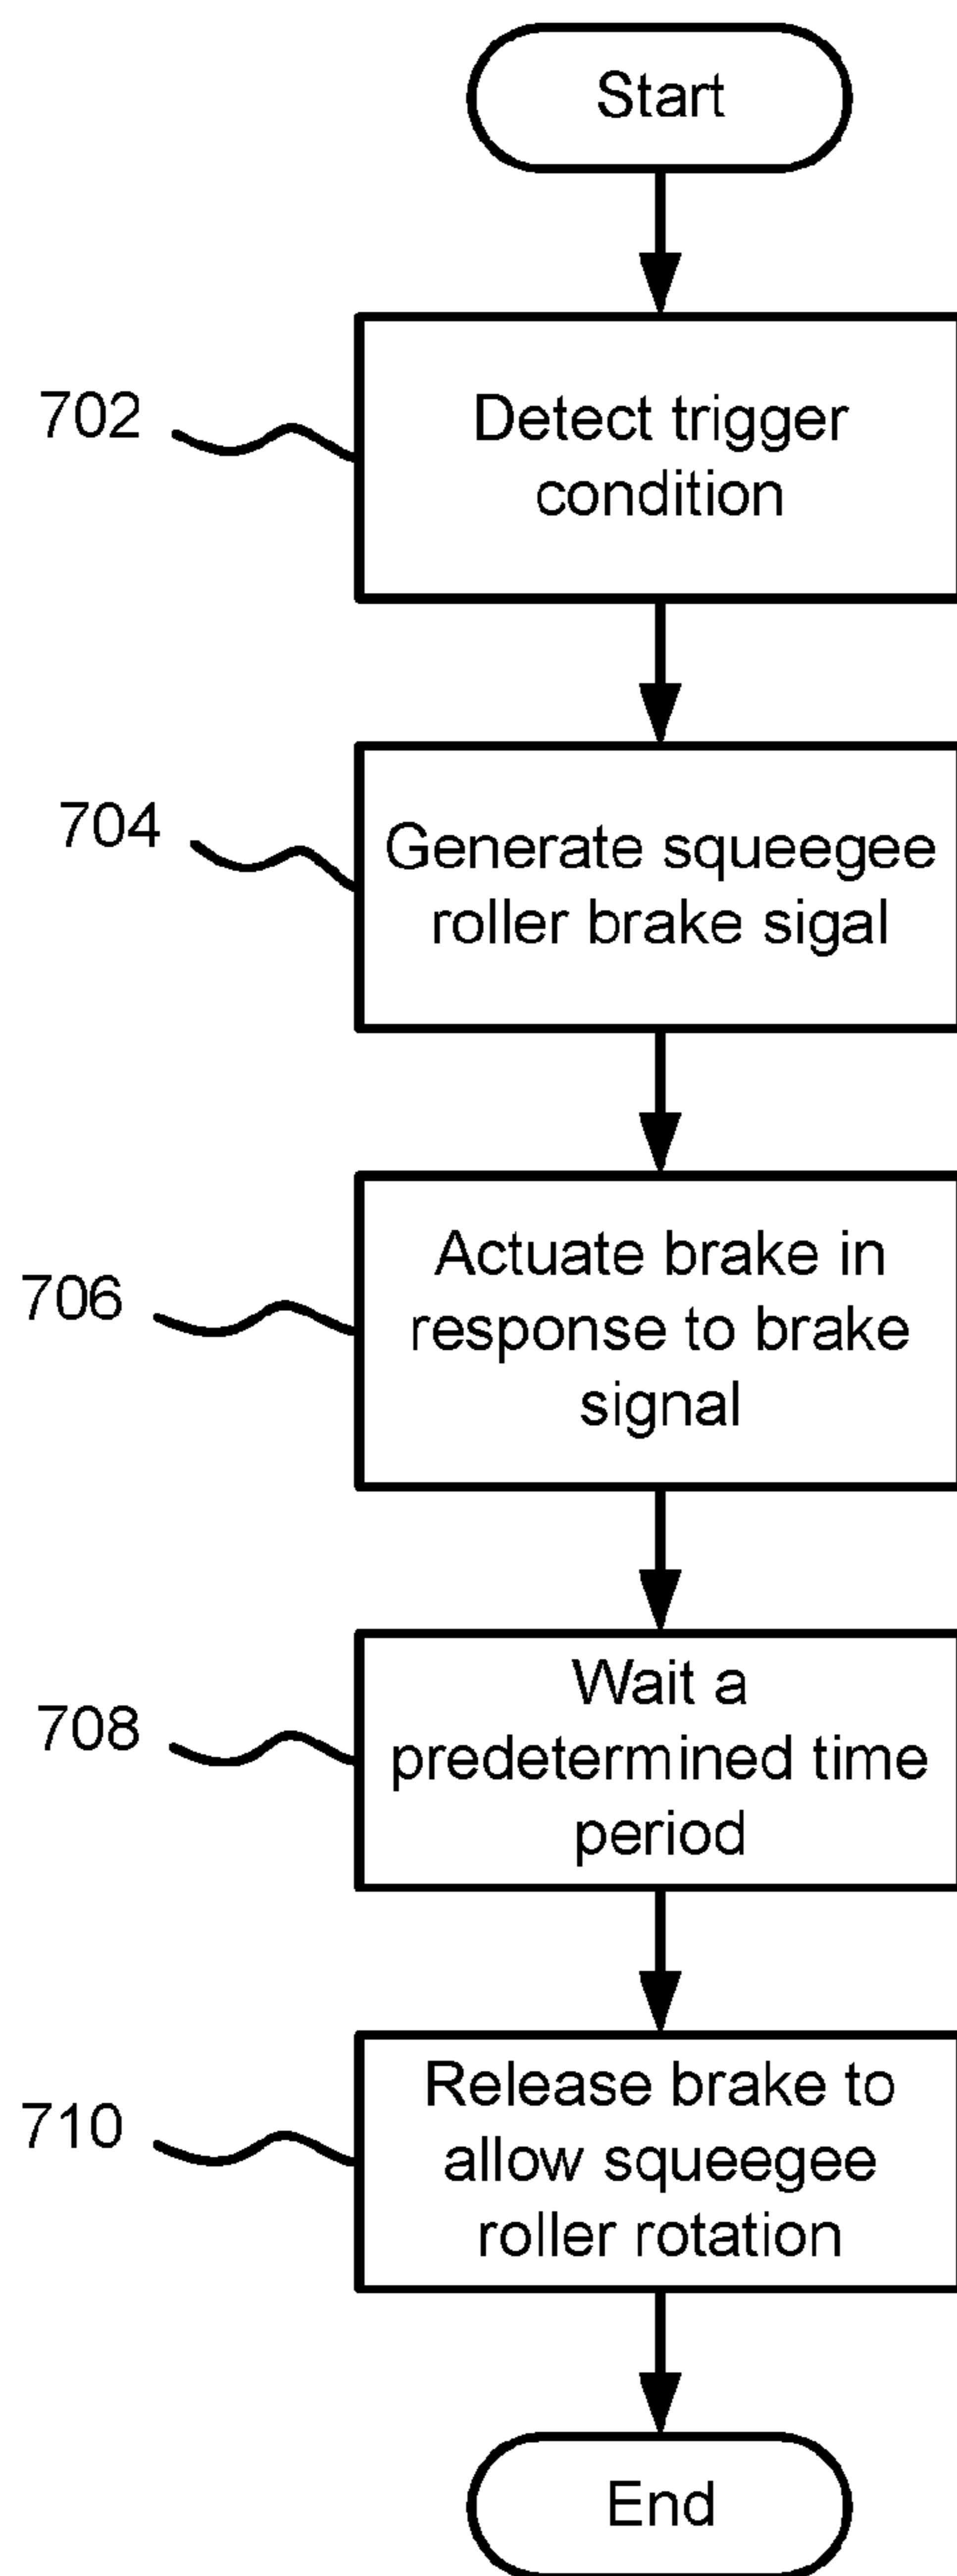 Start
702
Detect trigger
condition
704
Generate squeegee
roller brake sigal
706
Actuate brake in
response to brake
signal
708
Wait a
predetermined time
period
710
Release brake to
allow squeegee
roller rotation
End